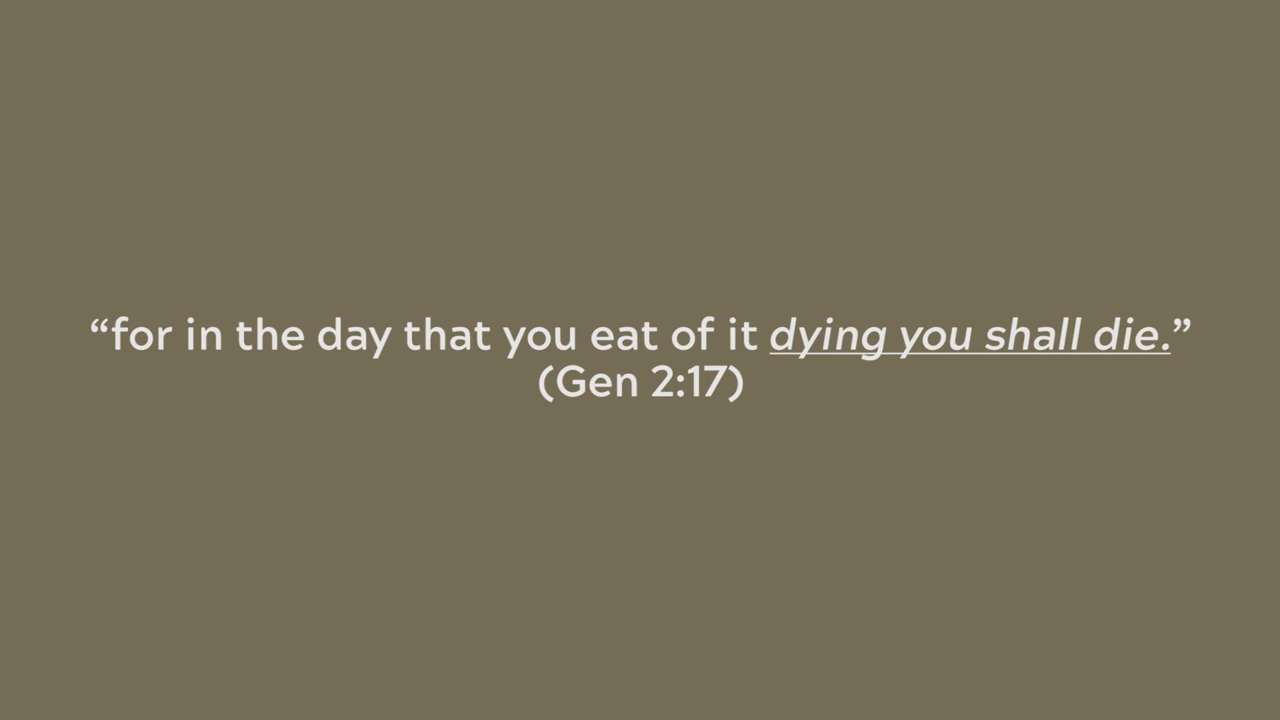 “for in the day that you eat of it dying you shall die.”
(Gen 2:17)